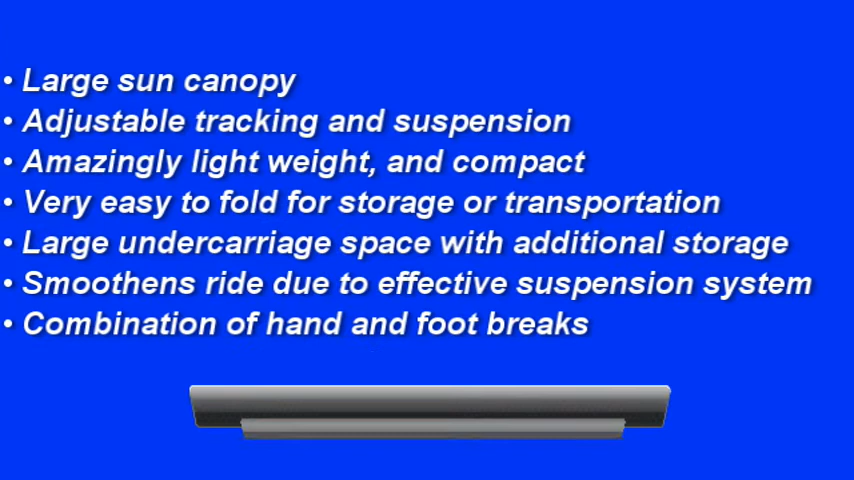 • Large sun canopy
• Adjustable tracking and suspension
• Amazingly light weight, and compact
• Very easy to fold for storage or transportation
• Large undercarriage space with additional storage
• Smoothens ride due to effective suspension system
• Combination of hand and foot breaks